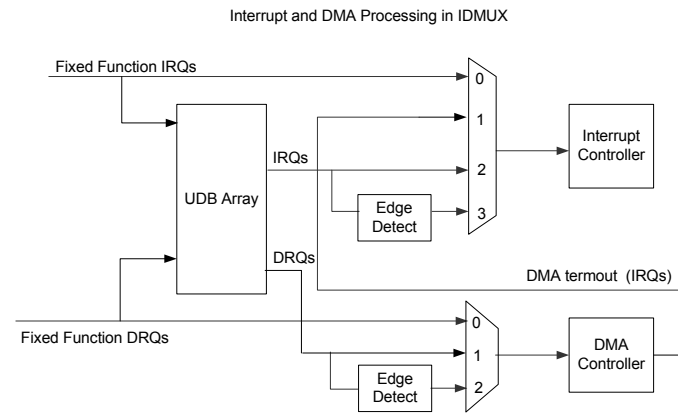 Interrupt and DMA Processing in IDMUX
Fixed Function IRQs
0
1
Interrupt
Controller
IRQs
2
UDB Array
3
Edge
Detect
DRQs
DMA termout (IRQs)
0
Fixed Function DRQs
1
DMA
Controller
Edge
Detect
2